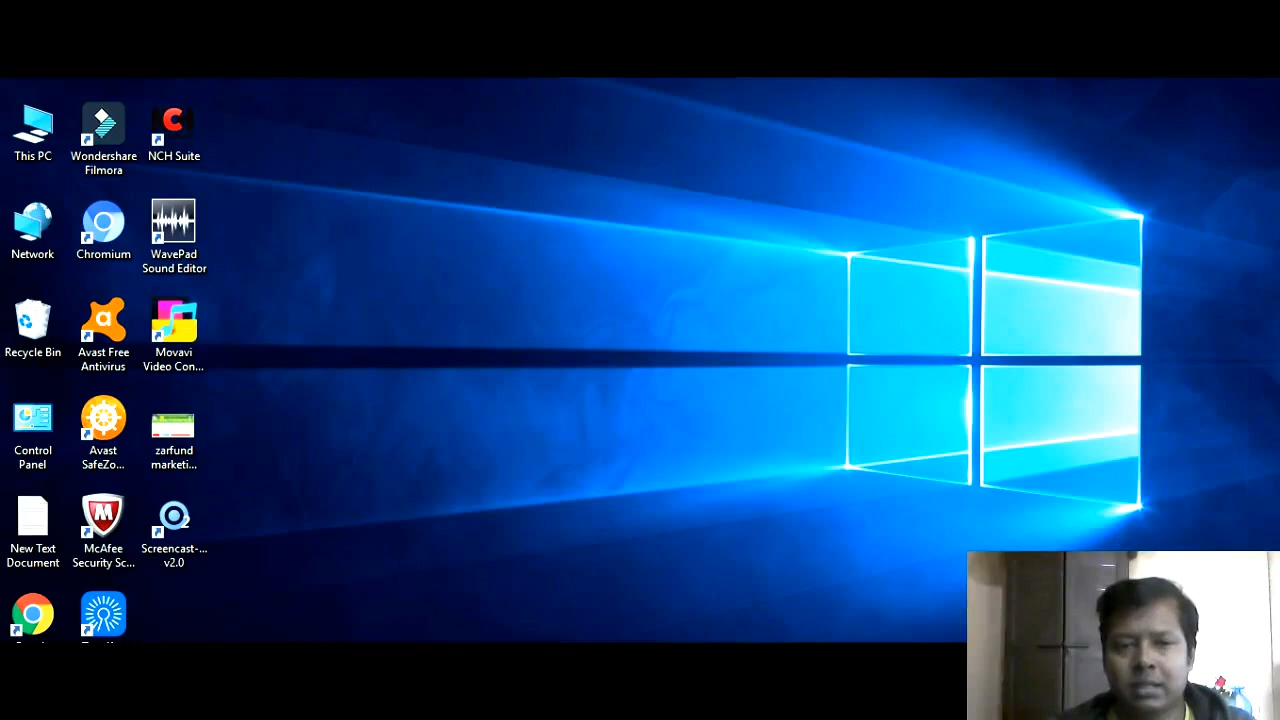 This PC
Wondershare
Filmora
NCH Suite
Network
Chromium
WavePad
Sound Editor
Recycle Bin
Avast Free
Antivirus
Movavi
Video Con...
Control
Panel
Avast
SafeZo...
zarfund
marketi...
New Text
Document
McAfee
Security Sc...
Screencast-...
v2.0